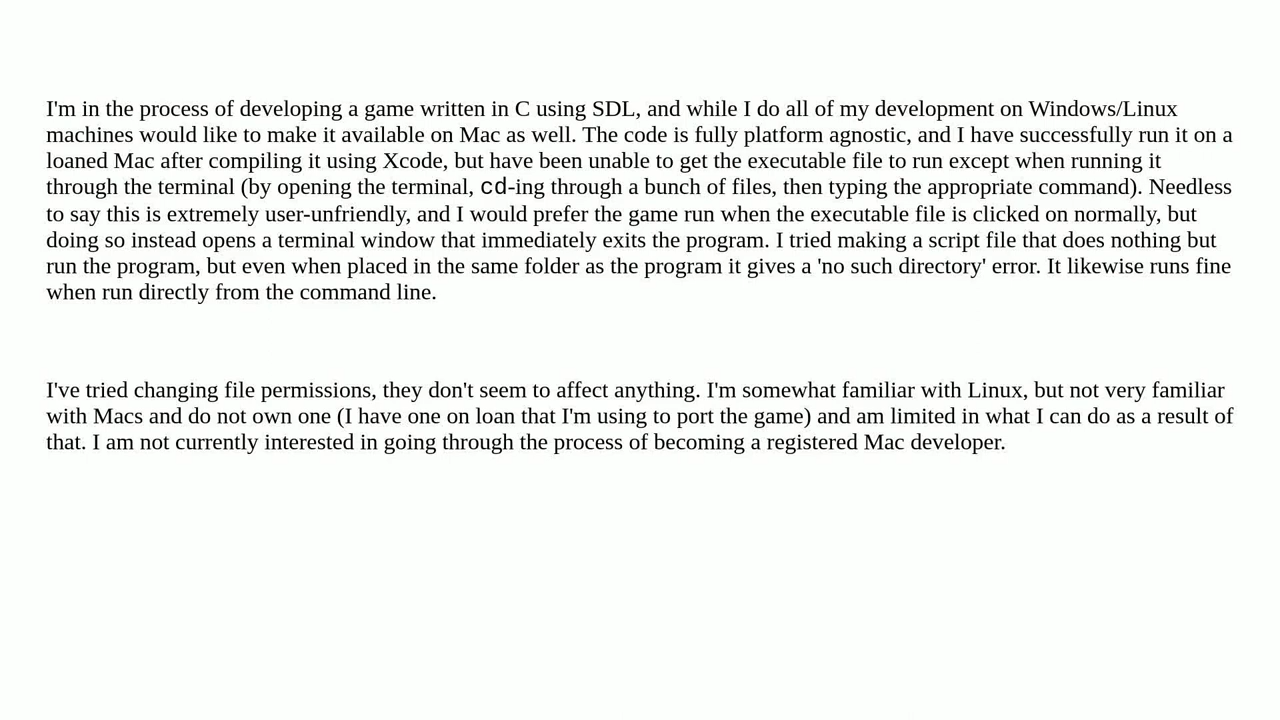 I'm in the process of developing a game written in C using SDL, and while I do all of my development on Windows/Linux
machines would like to make it available on Mac as well. The code is fully platform agnostic, and I have successfully run it on a
loaned Mac after compiling it using Xcode, but have been unable to get the executable file to run except when running it
through the terminal (by opening the terminal, cd-ing through a bunch of files, then typing the appropriate command). Needless
to say this is extremely user-unfriendly, and I would prefer the game run when the executable file is clicked on normally, but
doing so instead opens a terminal window that immediately exits the program. I tried making a script file that does nothing but
run the program, but even when placed in the same folder as the program it gives a 'no such directory' error. It likewise runs fine
when run directly from the command line.
I've tried changing file permissions, they don't seem to affect anything. I'm somewhat familiar with Linux, but not very familiar
with Macs and do not own one (I have one on loan that I'm using to port the game) and am limited in what I can do as a result of
that. I am not currently interested in going through the process of becoming a registered Mac developer.